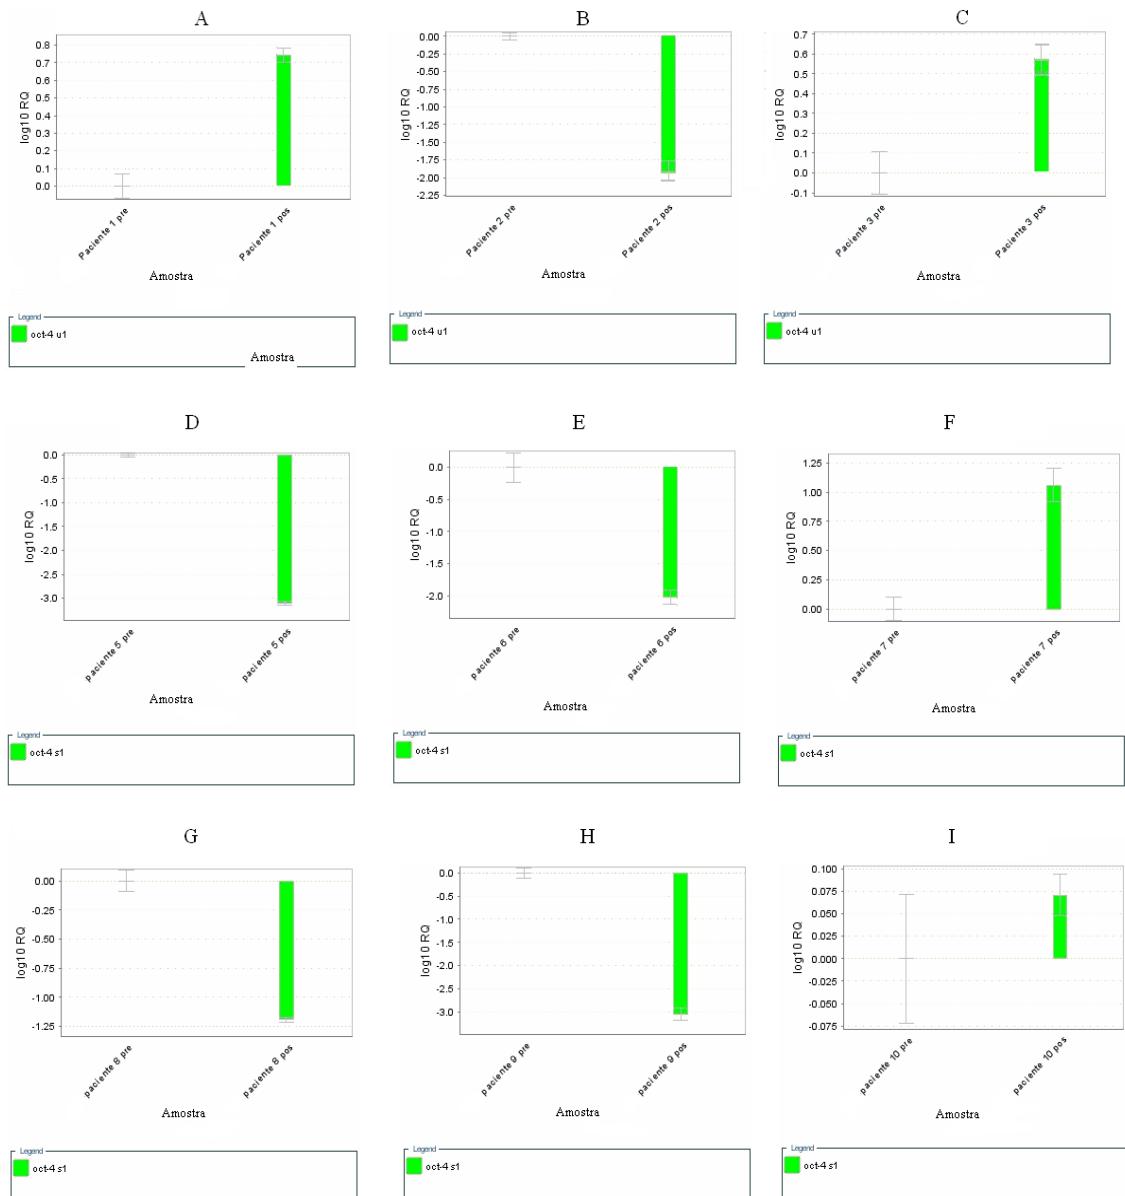 A
log10 RQ
0.8
0.7
0.6
0.5
0.4
0.3
0.2
0.1
0.0
Paciente 1 pre
Paciente 1 pos
Amostra
Legend
oct-4 u1
Amostra
B
log10 RQ
0.00
-0.25
-0.50
-0.75
-1.00
-1.25
-1.50
-1.75
-2.00
-2.25
Paciente 2 pre
Paciente 2 pos
Amostra
Legend
oct-4 u1
C
log10 RQ
0.7
0.6
0.5
0.4
0.3
0.2
0.1
0.0
-0.1
Paciente 3 pre
Paciente 3 pos
Amostra
Legend
oct-4 u1
D
log10 RQ
0.0
-0.5
-1.0
-1.5
-2.0
-2.5
-3.0
paciente 5 pre
paciente 5 pos
Amostra
Legend
oct-4 s1
E
log10 RQ
0.0
-0.5
-1.0
-1.5
-2.0
paciente 6 pre
paciente 6 pos
Amostra
Legend
oct-4 s1
F
log10 RQ
1.25
1.00
0.75
0.50
0.25
0.00
paciente 7 pre
paciente 7 pos
Amostra
Legend
oct-4 s1
G
log10 RQ
0.00
-0.25
-0.50
-0.75
-1.00
-1.25
paciente 8 pre
paciente 8 pos
Amostra
Legend
oct-4 s1
H
log10 RQ
0.0
-0.5
-1.0
-1.5
-2.0
-2.5
-3.0
paciente 9 pre
paciente 9 pos
Amostra
Legend
oct-4 s1
I
log10 RQ
0.100
0.075
0.050
0.025
0.000
-0.025
-0.050
-0.075
paciente 10 pre
paciente 10 pos
Amostra
Legend
oct-4 s1